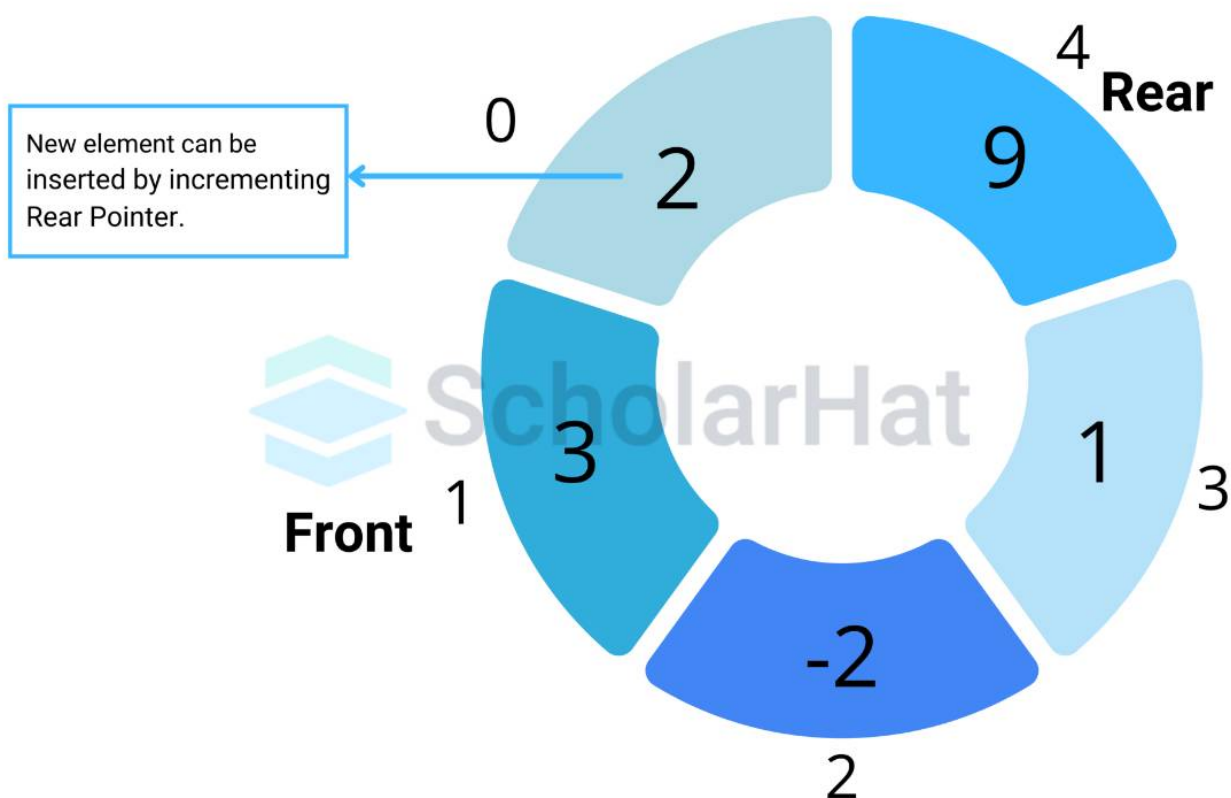 4
Rear
0
9
New element can be
inserted by incrementing
Rear Pointer.
2
ScholarHat
3
1
1
3
Front
-2
2